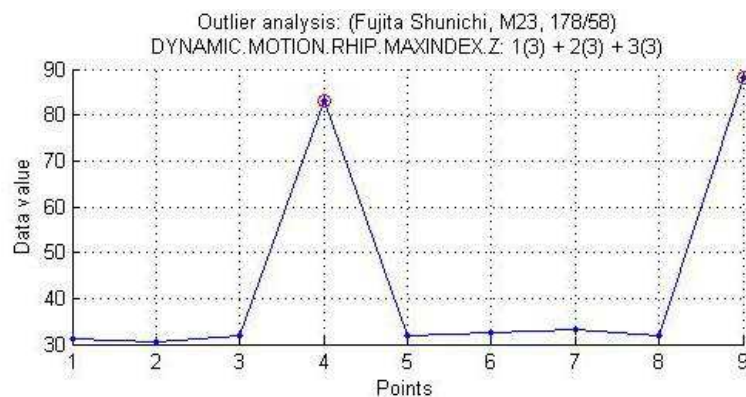 Outlier analysis: (Fujita Shunichi, M23, 178/58)
DYNAMIC.MOTION.RHIP.MAXINDEX.Z: 1(3) + 2(3) + 3(3)
90
80
70
60
50
40
30
Data value
1 2 3 4 5 6 7 8 9
Points